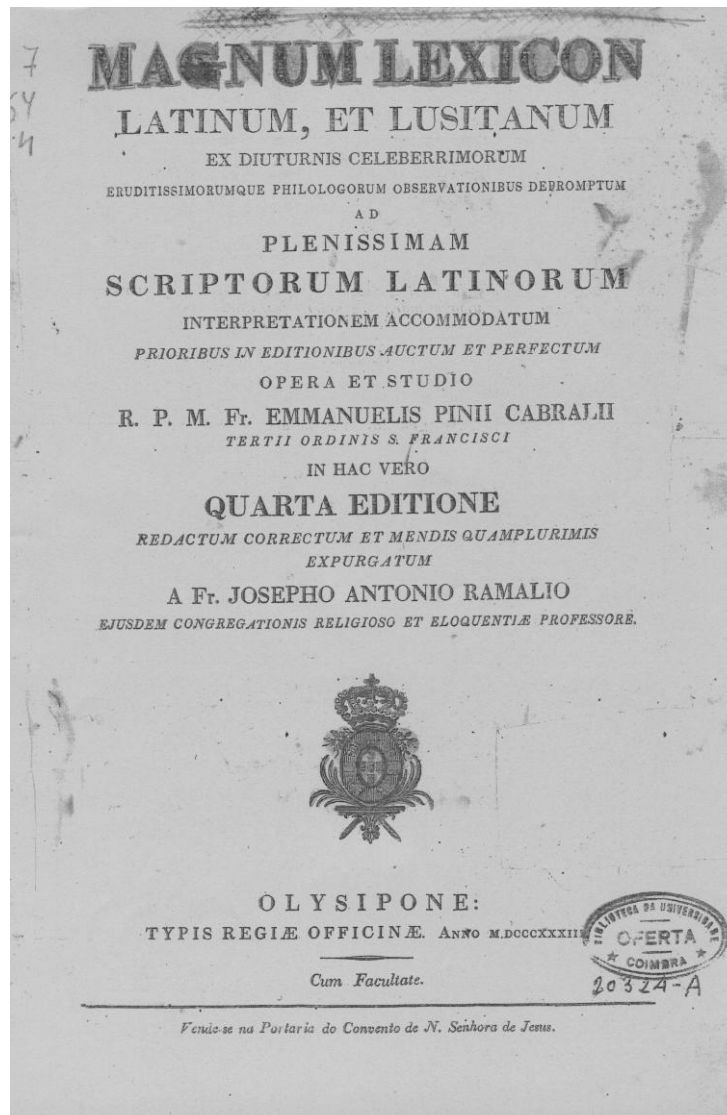 MAGNUM LEXICON
LATINUM, ET LUSITANUM
EX DIUTURNIS CELEBERRIMORUM
ERUDITISSIMORUMQUE PHILOLOGORUM OBSERVATIONIBUS DEPROMPTUM
AD
PLENISSIMAM
SCRIPTORUM LATINORUM
INTERPRETATIONEM ACCOMMODATUM
PRIORIBUS IN EDITIONIBUS AUCTUM ET PERFECTUM
OPERA ET STUDIO
R. P. M. Fr. EMMANUELIS PINII CABRALII
TERTII ORDINIS S. FRANCISCI
IN HAC VERO
QUARTA EDITIONE
REDACTUM CORRECTUM ET MENDIS QUAMPLURIMIS
EXPURGATUM
A Fr. JOSEPHO ANTONIO RAMALIO
EJUSDEM CONGREGATIONIS RELIGIOSO ET ELOQUENTIÆ PROFESSORE.
OLYSIPONE:
TYPIS REGIÆ OFFICINÆ. ANNO
BIBLIOTECA DA UNIVERSIDADE
OFERTA
COIMBRA
20324-A
Cum Facultate.
Vende-se na Portaria do Convento de N. Senhora de Jesus.